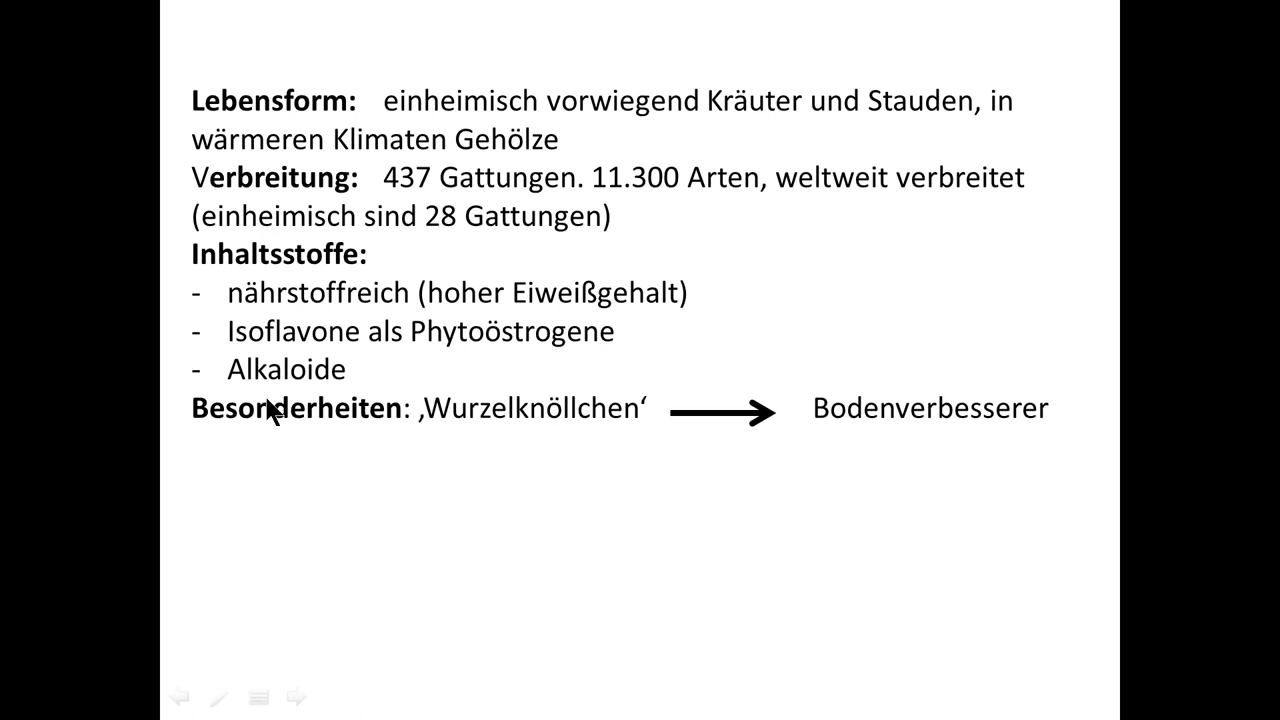 Lebensform: einheimisch vorwiegend Kräuter und Stauden, in
wärmeren Klimaten Gehölze
Verbreitung: 437 Gattungen. 11.300 Arten, weltweit verbreitet
(einheimisch sind 28 Gattungen)
Inhaltsstoffe:
- nährstoffreich (hoher Eiweißgehalt)
- Isoflavone als Phytoöstrogene
- Alkaloide
Besonderheiten: ‚Wurzelknöllchen‘ → Bodenverbesserer